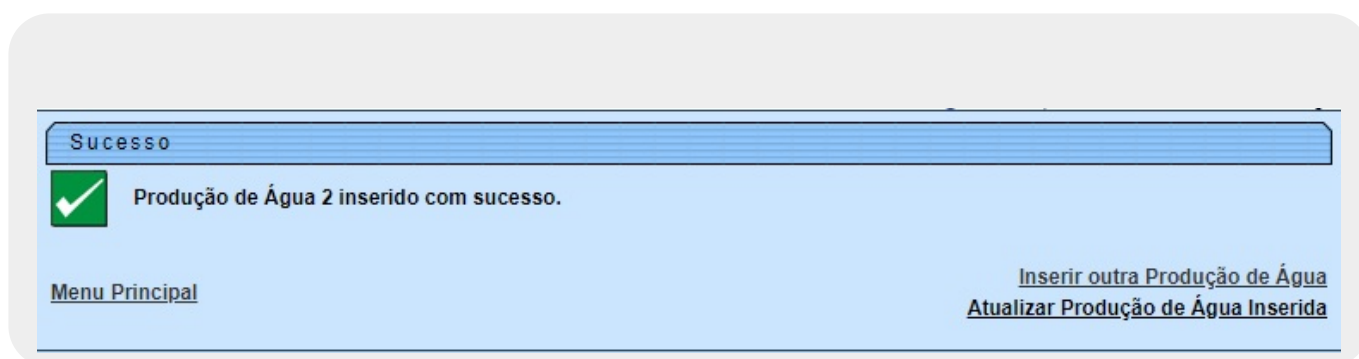 Sucesso
Produção de Água 2 inserido com sucesso.
Menu Principal
Inserir outra Produção de Água
Atualizar Produção de Água Inserida